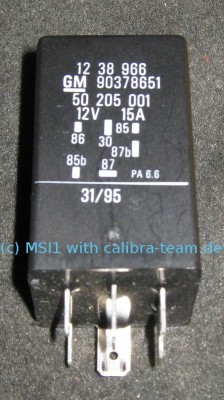 12 38 966
GM 90378651
50 205 001
12V 15A
85
86 30
87b
85b 87
PA 6.6
31/95
(c) MSI1 with calibra-team.de